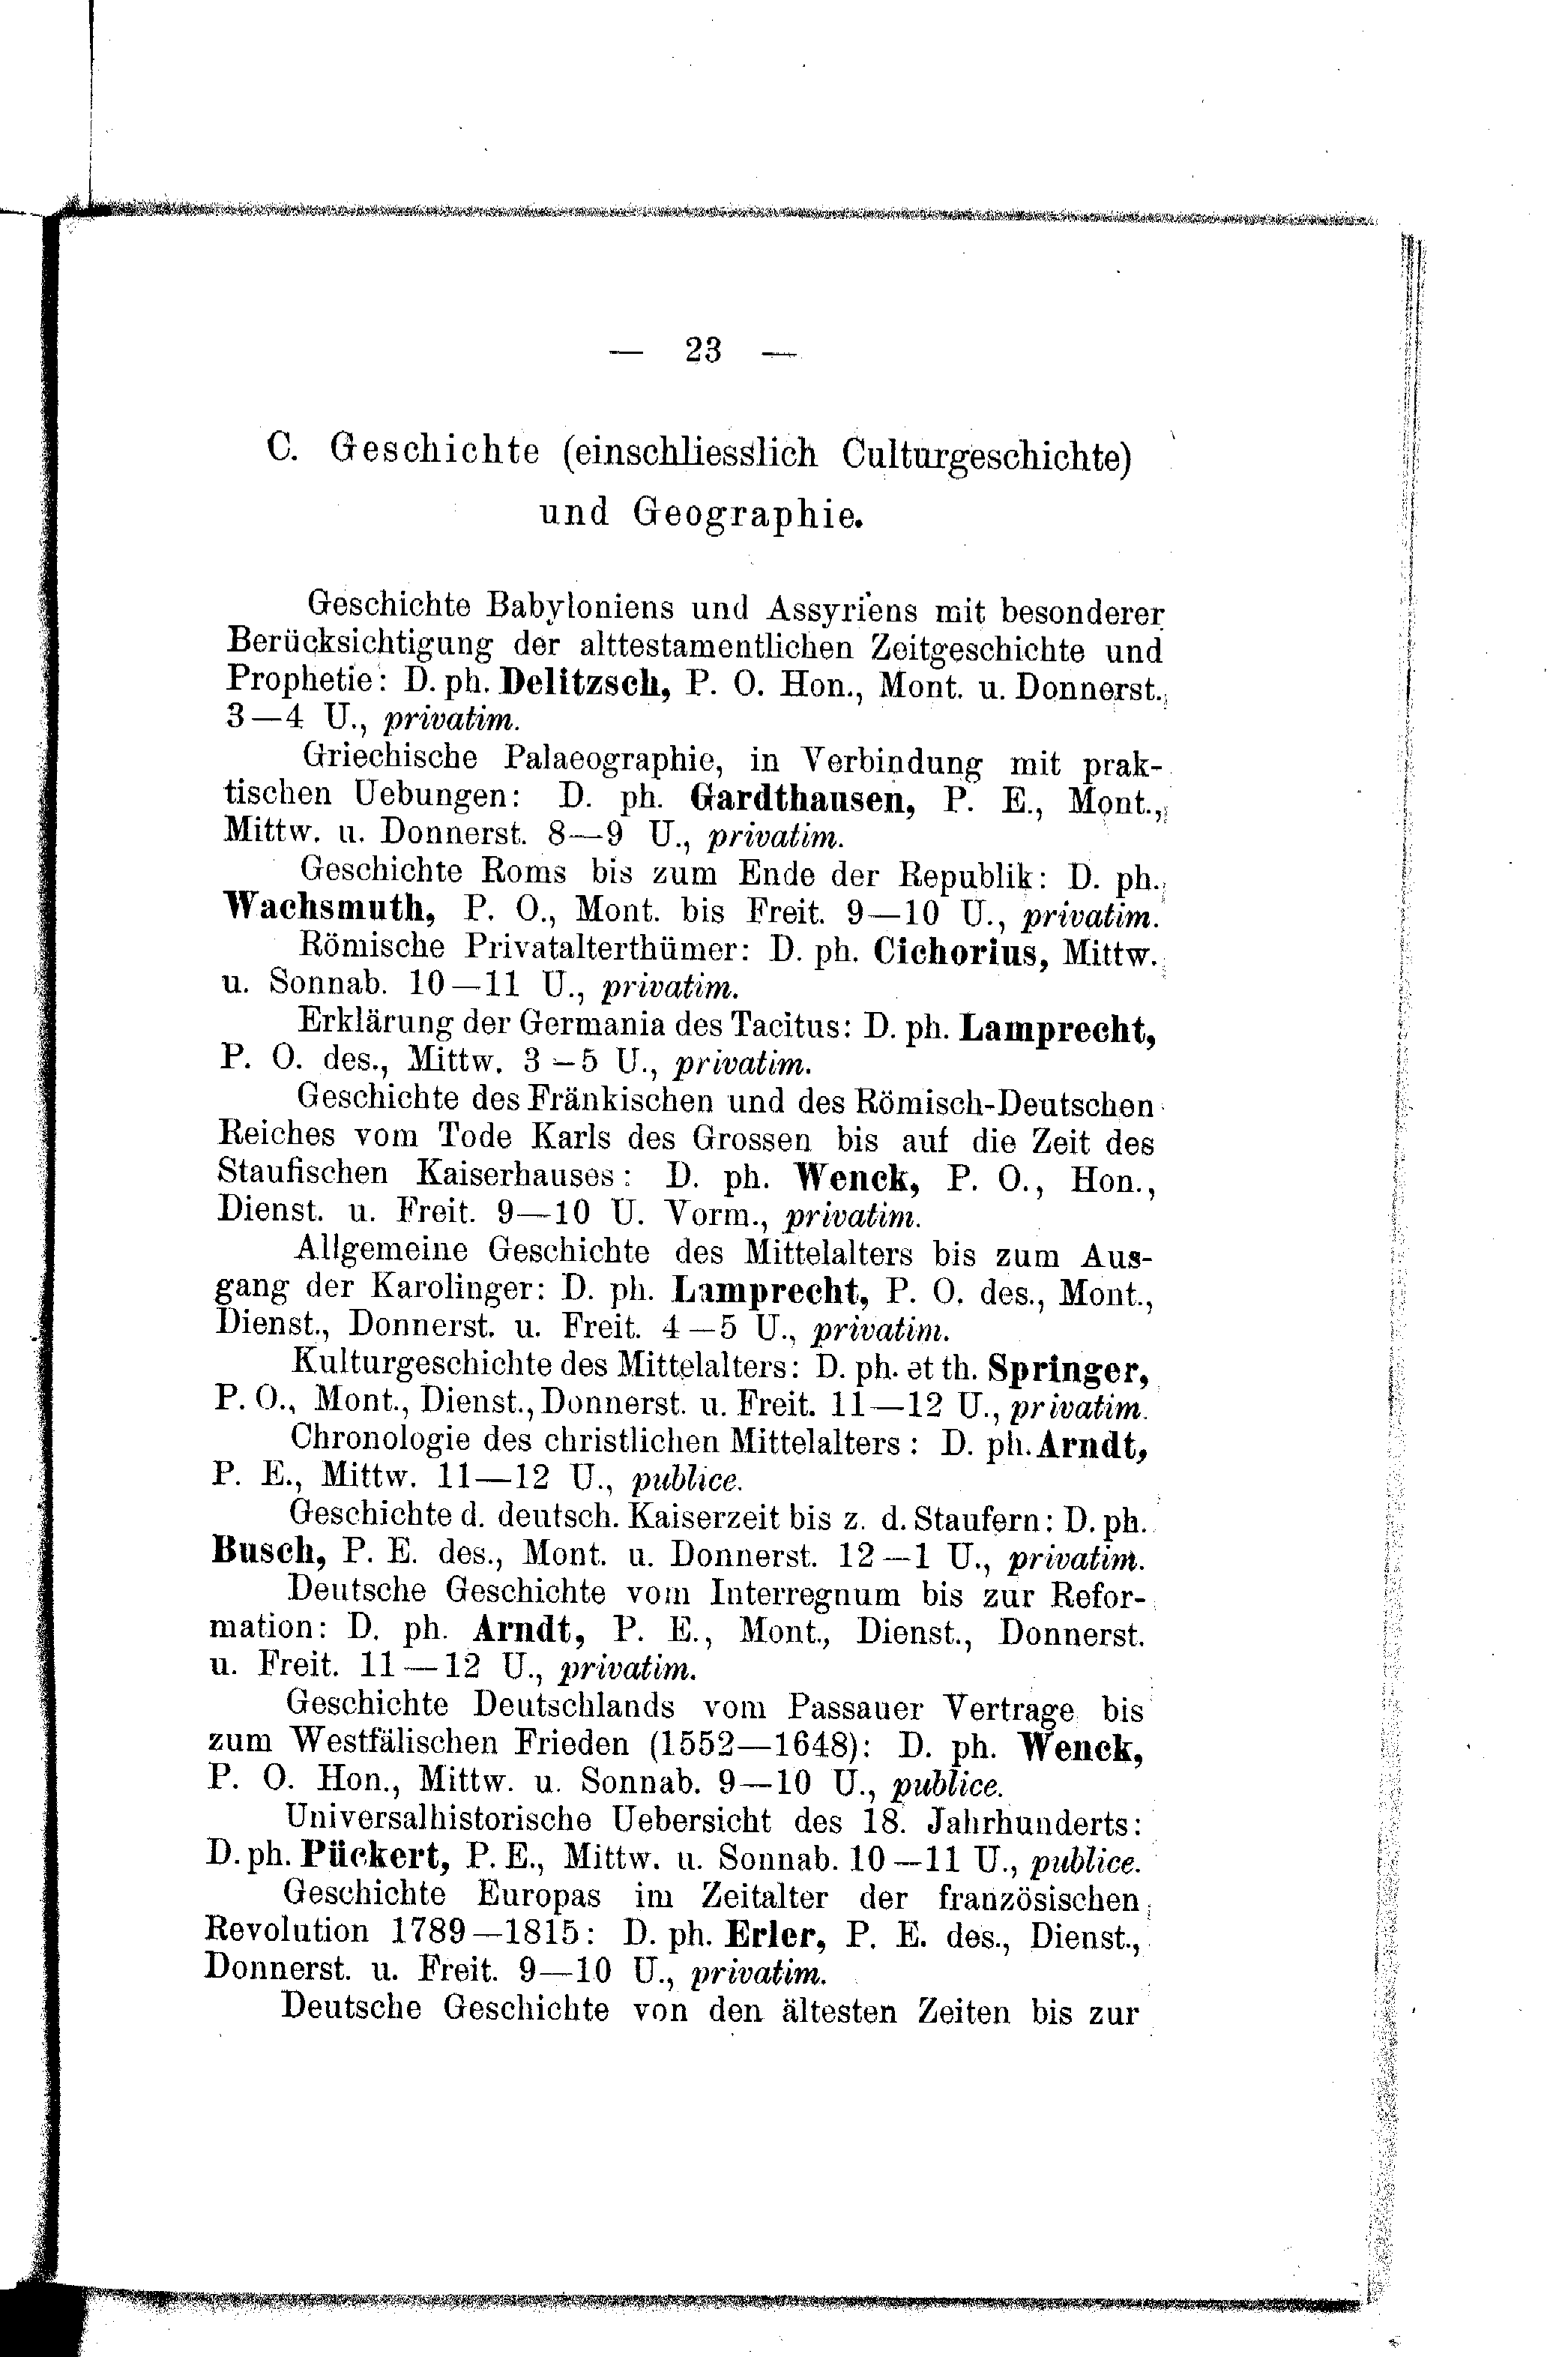 — 23 —
C. Geschichte (einschliesslich Culturgeschichte)
und Geographie.
Geschichte Babyloniens und Assyriens mit besonderer
Berücksichtigung der alttestamentlichen Zeitgeschichte und
Prophetie: D. ph. Delitzsch, P. O. Hon., Mont. u. Donnerst.
3—4 U., privatim.
Griechische Palaeographie, in Verbindung mit prak-
tischen Uebungen: D. ph. Gardthausen, P. E., Mont.,
Mittw. u. Donnerst. 8—9 U., privatim.
Geschichte Roms bis zum Ende der Republik: D. ph.
Wachsmuth, P. O., Mont. bis Freit. 9—10 U., privatim.
Römische Privatalterthümer: D. ph. Cichorius, Mittw.
u. Sonnab. 10—11 U., privatim.
Erklärung der Germania des Tacitus: D. ph. Lamprecht,
P. O. des., Mittw. 3—5 U., privatim.
Geschichte des Fränkischen und des Römisch-Deutschen
Reiches vom Tode Karls des Grossen bis auf die Zeit des
Staufischen Kaiserhauses: D. ph. Wenck, P. O., Hon.,
Dienst. u. Freit. 9—10 U. Vorm., privatim.
Allgemeine Geschichte des Mittelalters bis zum Aus-
gang der Karolinger: D. ph. Lamprecht, P. O. des., Mont.,
Dienst., Donnerst. u. Freit. 4—5 U., privatim.
Kulturgeschichte des Mittelalters: D. ph. et th. Springer,
P. O., Mont., Dienst., Donnerst. u. Freit. 11—12 U., privatim.
Chronologie des christlichen Mittelalters: D. ph. Arndt,
P. E., Mittw. 11—12 U., publice.
Geschichte d. deutsch. Kaiserzeit bis z. d. Staufern: D. ph.
Busch, P. E. des., Mont. u. Donnerst. 12—1 U., privatim.
Deutsche Geschichte vom Interregnum bis zur Refor-
mation: D. ph. Arndt, P. E., Mont., Dienst., Donnerst.
u. Freit. 11—12 U., privatim.
Geschichte Deutschlands vom Passauer Vertrage bis
zum Westfälischen Frieden (1552—1648): D. ph. Wenck,
P. O. Hon., Mittw. u. Sonnab. 9—10 U., publice.
Universalhistorische Uebersicht des 18. Jahrhunderts:
D. ph. Pückert, P. E., Mittw. u. Sonnab. 10—11 U., publice.
Geschichte Europas im Zeitalter der französischen
Revolution 1789—1815: D. ph. Erler, P. E. des., Dienst.,
Donnerst. u. Freit. 9—10 U., privatim.
Deutsche Geschichte von den ältesten Zeiten bis zur